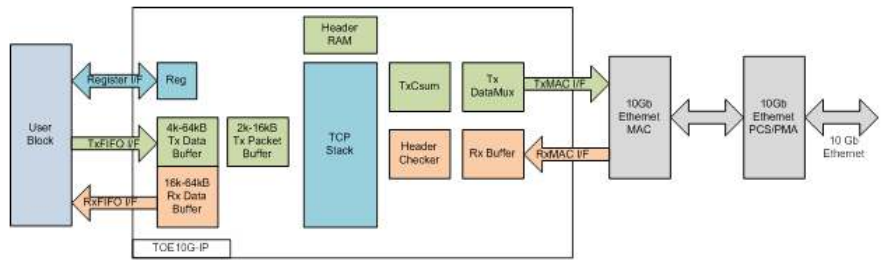 Header
RAM
Register I/F
Reg
TxCsum
Tx
DataMux
TxMAC I/F
User
Block
TxFIFO I/F
4k-64kB
Tx Data
Buffer
2k-16kB
Tx Packet
Buffer
TCP
Stack
10Gb
Ethernet
MAC
10Gb
Ethernet
PCS/PMA
10 Gb
Ethernet
Header
Checker
Rx Buffer
RxMAC I/F
RxFIFO I/F
16k-64kB
Rx Data
Buffer
TOE10G-IP